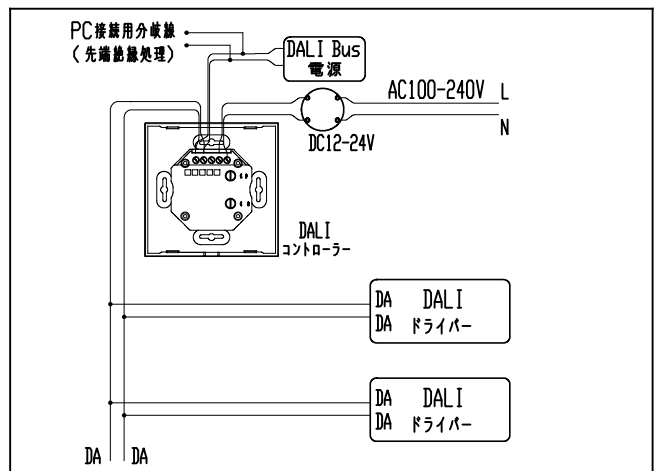 PC接続用分岐線
(先端絶縁処理)
DALI Bus
電源
AC100-240V
L
N
DC12-24V
DALI
コントローラー
DA DALI
DA ドライバー
DA DALI
DA ドライバー
DA DA